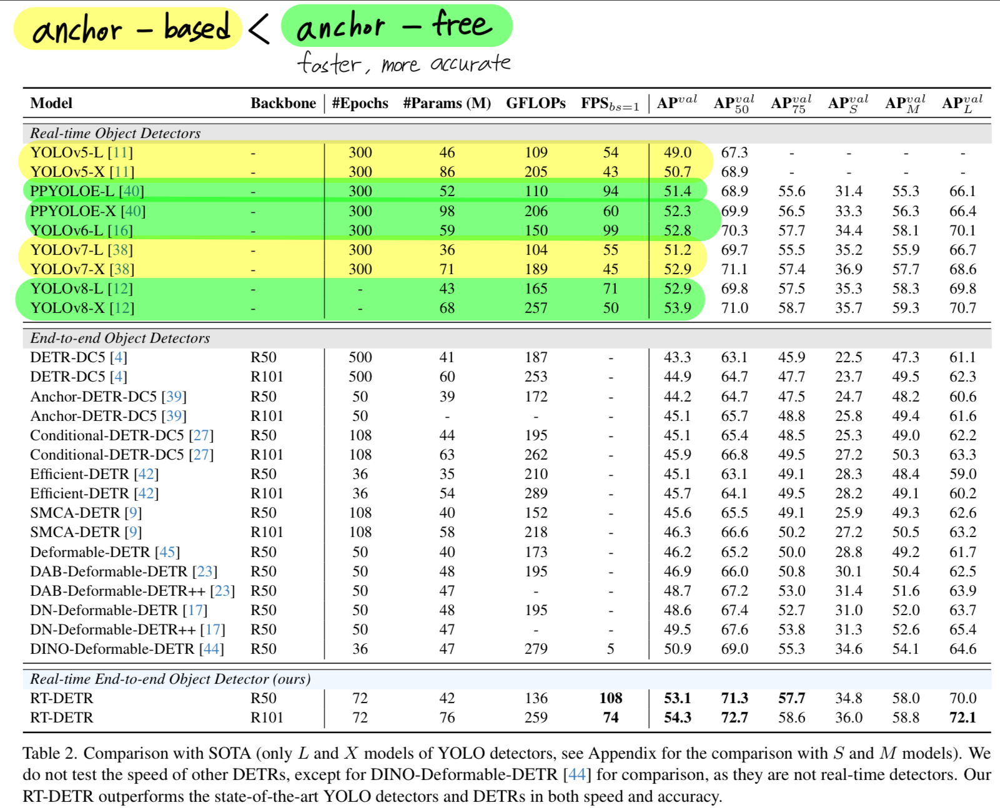 anchor - based < anchor - free
faster, more accurate
Model Backbone #Epochs #Params (M) GFLOPs FPS_bs=1 AP^val AP^val_50 AP^val_75 AP^val_S AP^val_M AP^val_L
Real-time Object Detectors
YOLOv5-L [11] - 300 46 109 54 49.0 67.3 - - - -
YOLOv5-X [11] - 300 86 205 43 50.7 68.9 - - - -
PPYOLOE-L [40] - 300 52 110 94 51.4 68.9 55.6 31.4 55.3 66.1
PPYOLOE-X [40] - 300 98 206 60 52.3 69.9 56.5 33.3 56.3 66.4
YOLOv6-L [16] - 300 59 150 99 52.8 70.3 57.7 34.4 58.1 70.1
YOLOv7-L [38] - 300 36 104 55 51.2 69.7 55.5 35.2 55.9 66.7
YOLOv7-X [38] - 300 71 189 45 52.9 71.1 57.4 36.9 57.7 68.6
YOLOv8-L [12] - - 43 165 71 52.9 69.8 57.5 35.3 58.3 69.8
YOLOv8-X [12] - - 68 257 50 53.9 71.0 58.7 35.7 59.3 70.7
End-to-end Object Detectors
DETR-DC5 [4] R50 500 41 187 - 43.3 63.1 45.9 22.5 47.3 61.1
DETR-DC5 [4] R101 500 60 253 - 44.9 64.7 47.7 23.7 49.5 62.3
Anchor-DETR-DC5 [39] R50 50 39 172 - 44.2 64.7 47.5 24.7 48.2 60.6
Anchor-DETR-DC5 [39] R101 50 - - - 45.1 65.7 48.8 25.8 49.4 61.6
Conditional-DETR-DC5 [27] R50 108 44 195 - 45.1 65.4 48.5 25.3 49.0 62.2
Conditional-DETR-DC5 [27] R101 108 63 262 - 45.9 66.8 49.5 27.2 50.3 63.3
Efficient-DETR [42] R50 36 35 210 - 45.1 63.1 49.1 28.3 48.4 59.0
Efficient-DETR [42] R101 36 54 289 - 45.7 64.1 49.5 28.2 49.1 60.2
SMCA-DETR [9] R50 108 40 152 - 45.6 65.5 49.1 25.9 49.3 62.6
SMCA-DETR [9] R101 108 58 218 - 46.3 66.6 50.2 27.2 50.5 63.2
Deformable-DETR [45] R50 50 40 173 - 46.2 65.2 50.0 28.8 49.2 61.7
DAB-Deformable-DETR [23] R50 50 48 195 - 46.9 66.0 50.8 30.1 50.4 62.5
DAB-Deformable-DETR++ [23] R50 50 47 - - 48.7 67.2 53.0 31.4 51.6 63.9
DN-Deformable-DETR [17] R50 50 48 195 - 48.6 67.4 52.7 31.0 52.0 63.7
DN-Deformable-DETR++ [17] R50 50 47 - - 49.5 67.6 53.8 31.3 52.6 65.4
DINO-Deformable-DETR [44] R50 36 47 279 5 50.9 69.0 55.3 34.6 54.1 64.6
Real-time End-to-end Object Detector (ours)
RT-DETR R50 72 42 136 108 53.1 71.3 57.7 34.8 58.0 70.0
RT-DETR R101 72 76 259 74 54.3 72.7 58.6 36.0 58.8 72.1
Table 2. Comparison with SOTA (only L and X models of YOLO detectors, see Appendix for the comparison with S and M models). We
do not test the speed of other DETRs, except for DINO-Deformable-DETR [44] for comparison, as they are not real-time detectors. Our
RT-DETR outperforms the state-of-the-art YOLO detectors and DETRs in both speed and accuracy.